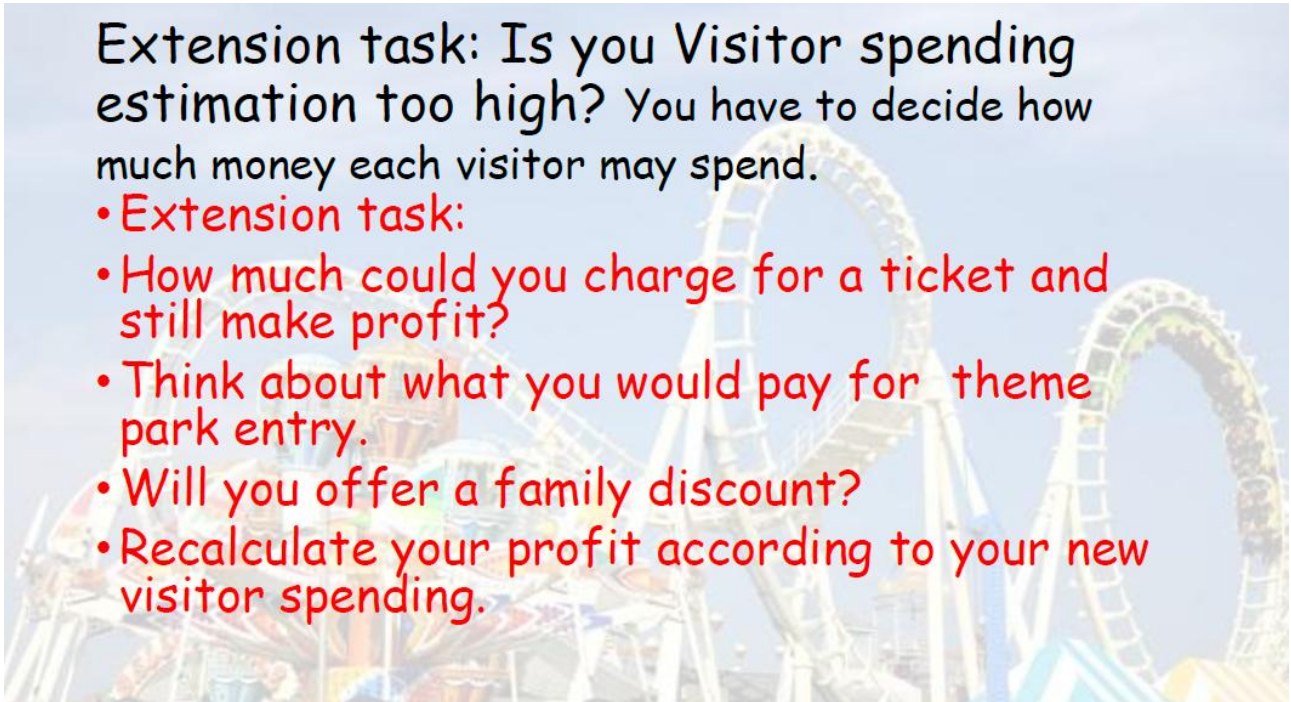 Extension task: Is you Visitor spending
estimation too high? You have to decide how
much money each visitor may spend.
• Extension task:
• How much could you charge for a ticket and
still make profit?
• Think about what you would pay for theme
park entry.
• Will you offer a family discount?
• Recalculate your profit according to your new
visitor spending.